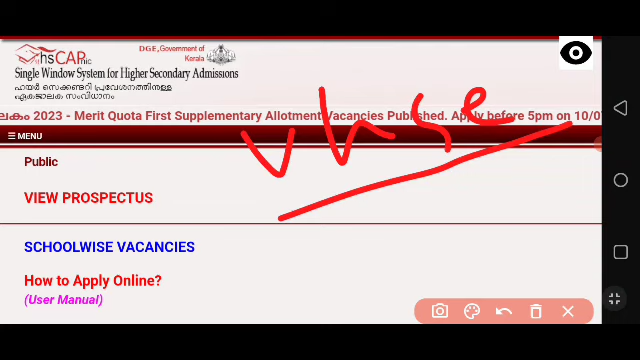 hsCAP nic
DGE, Government of
Kerala
Single Window System for Higher Secondary Admissions
ഹയർ സെക്കണ്ടറി പ്രവേശനത്തിനുള്ള
ഏകജാലക സംവിധാനം
ലകം 2023 - Merit Quota First Supplementary Allotment Vacancies Published. Apply before 5pm on 10/0
vhse
☰ MENU
Public
VIEW PROSPECTUS
SCHOOLWISE VACANCIES
How to Apply Online?
(User Manual)